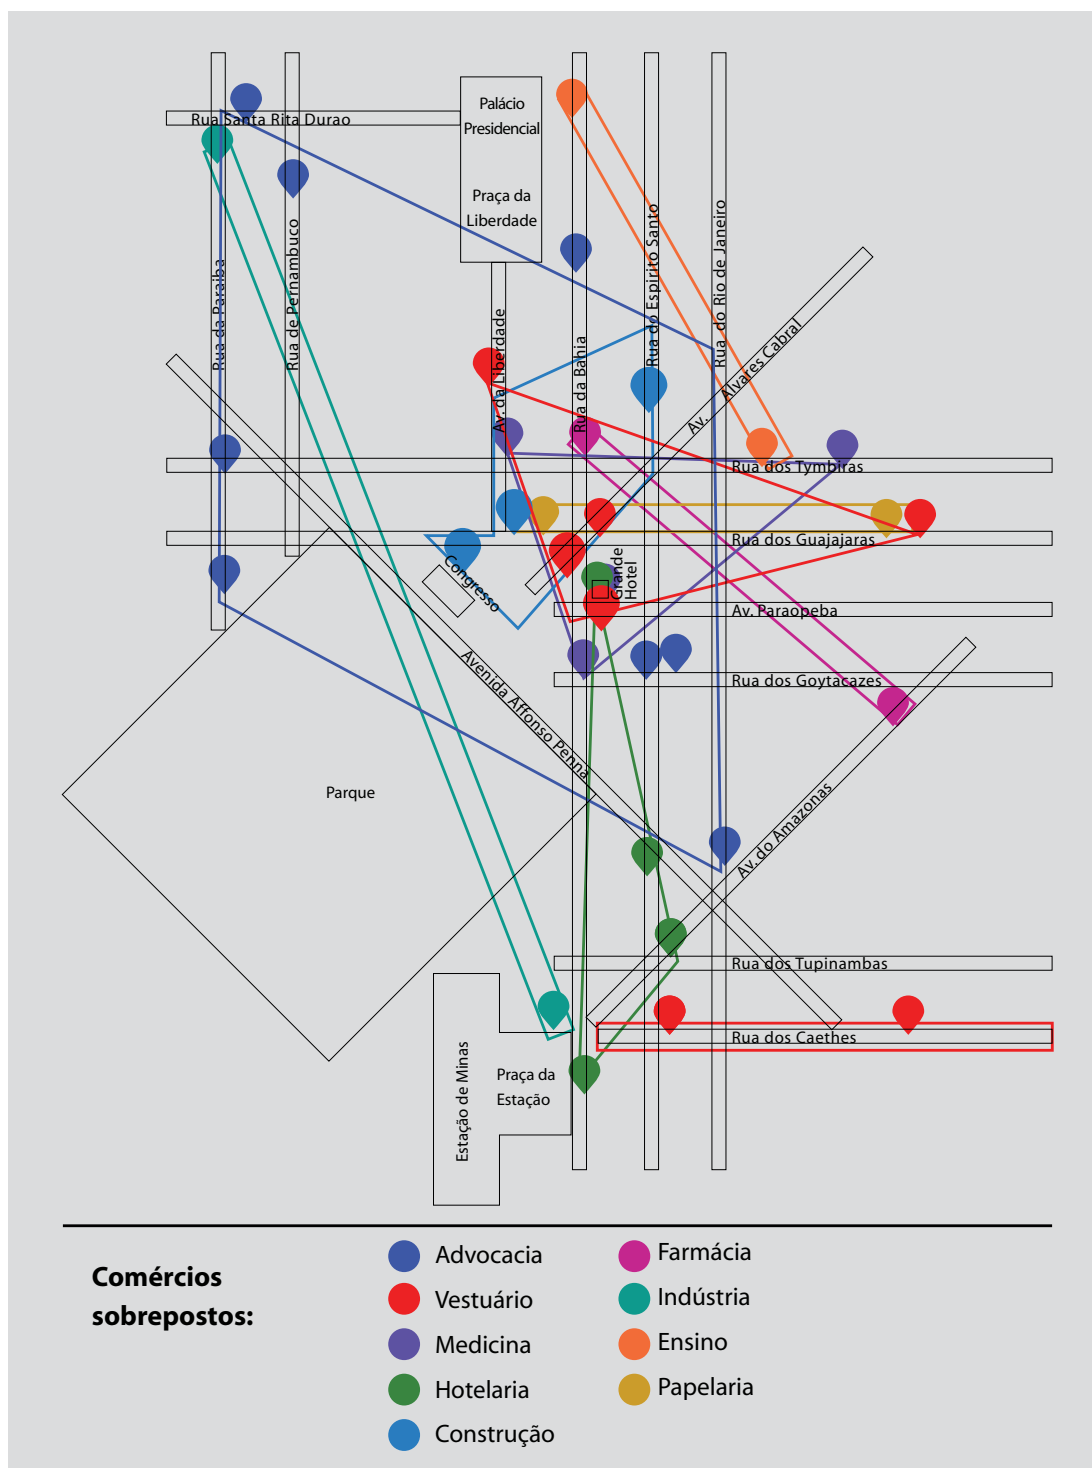 Palácio
Presidencial
Rua Santa Rita Durao
Praça da
Liberdade
Rua da Paraiba
Rua de Pernambuco
Av. da Liberdade
Rua da Bahia
Rua do Espirito Santo
Rua do Rio de Janeiro
Av. Alvares Cabral
Rua dos Tymbiras
Rua dos Guajajaras
Congresso
Grande
Hotel
Av. Paraopeba
Rua dos Goytacazes
Avenida Affonso Penna
Parque
Av. do Amazonas
Rua dos Tupinambas
Rua dos Caethes
Estação de Minas
Praça da
Estação
Comércios
sobrepostos:
Advocacia
Vestuário
Medicina
Hotelaria
Construção
Farmácia
Indústria
Ensino
Papelaria